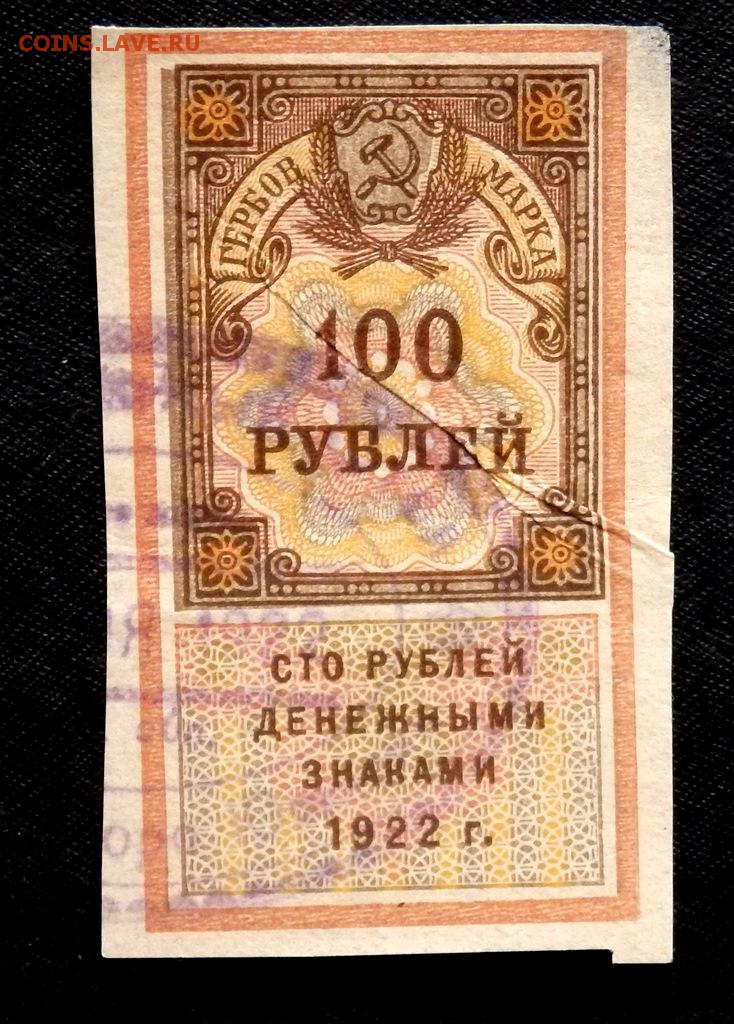 COINS.LAVE.RU
ГЕРБОВ. МАРКА
100
РУБЛЕЙ
СТО РУБЛЕЙ
ДЕНЕЖНЫМИ
ЗНАКАМИ
1922 г.